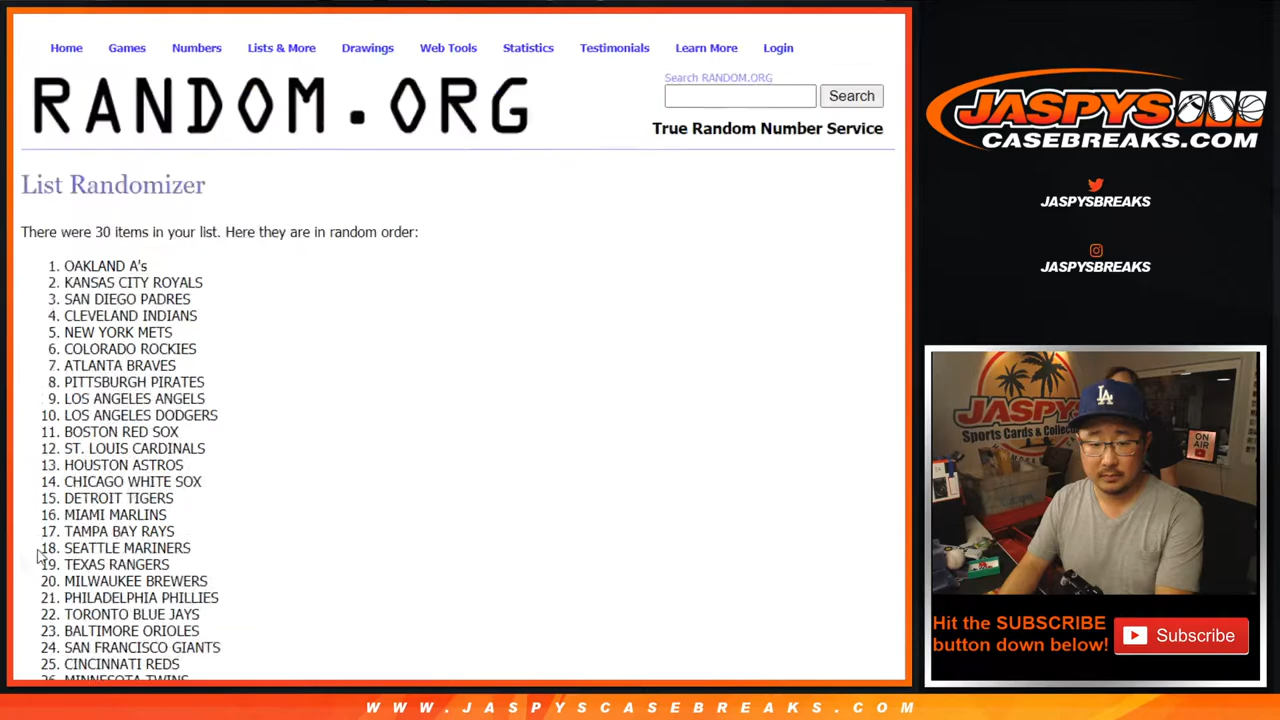 Home Games Numbers Lists & More Drawings Web Tools Statistics Testimonials Learn More Login
RANDOM.ORG
Search RANDOM.ORG
Search
True Random Number Service
List Randomizer
There were 30 items in your list. Here they are in random order:
1. OAKLAND A's
2. KANSAS CITY ROYALS
3. SAN DIEGO PADRES
4. CLEVELAND INDIANS
5. NEW YORK METS
6. COLORADO ROCKIES
7. ATLANTA BRAVES
8. PITTSBURGH PIRATES
9. LOS ANGELES ANGELS
10. LOS ANGELES DODGERS
11. BOSTON RED SOX
12. ST. LOUIS CARDINALS
13. HOUSTON ASTROS
14. CHICAGO WHITE SOX
15. DETROIT TIGERS
16. MIAMI MARLINS
17. TAMPA BAY RAYS
18. SEATTLE MARINERS
19. TEXAS RANGERS
20. MILWAUKEE BREWERS
21. PHILADELPHIA PHILLIES
22. TORONTO BLUE JAYS
23. BALTIMORE ORIOLES
24. SAN FRANCISCO GIANTS
25. CINCINNATI REDS
26. MINNESOTA TWINS
JASPYS
CASEBREAKS.COM
JASPYSBREAKS
JASPYSBREAKS
JASPYS
Sports Cards & Collec
LA
ON
AIR
Hit the SUBSCRIBE
button down below!
Subscribe
WWW.JASPYSCASEBREAKS.COM